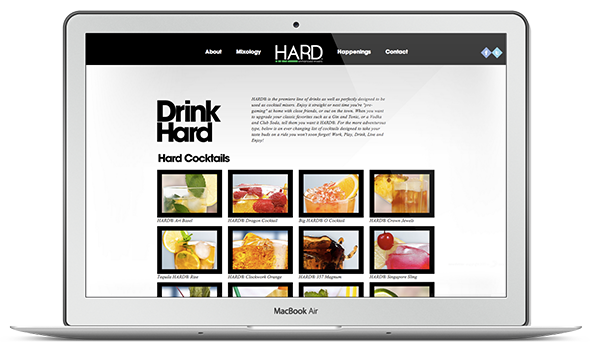 About Mixology HARD Happenings Contact
Drink
Hard
HARD® is the premiere line of drinks as well as perfectly designed to be
used as cocktail mixers. Enjoy it straight or next time you're "pre-
gaming" at home with close friends, or out on the town. When you want
to upgrade your classic favorites such as a Gin and Tonic, or a Vodka
and Club Soda, tell them you want it HARD®. For the more adventurous
type, below is an ever changing list of cocktails designed to take your
taste buds on a ride you won't soon forget! Work, Play, Drink, Live and
Enjoy!
Hard Cocktails
HARD® Art Basel HARD® Dragon Cocktail Big HARD® O Cocktail HARD® Crown Jewels
Tequila HARD® Rise HARD® Clockwork Orange HARD® 357 Magnum HARD® Singapore Sling
MacBook Air